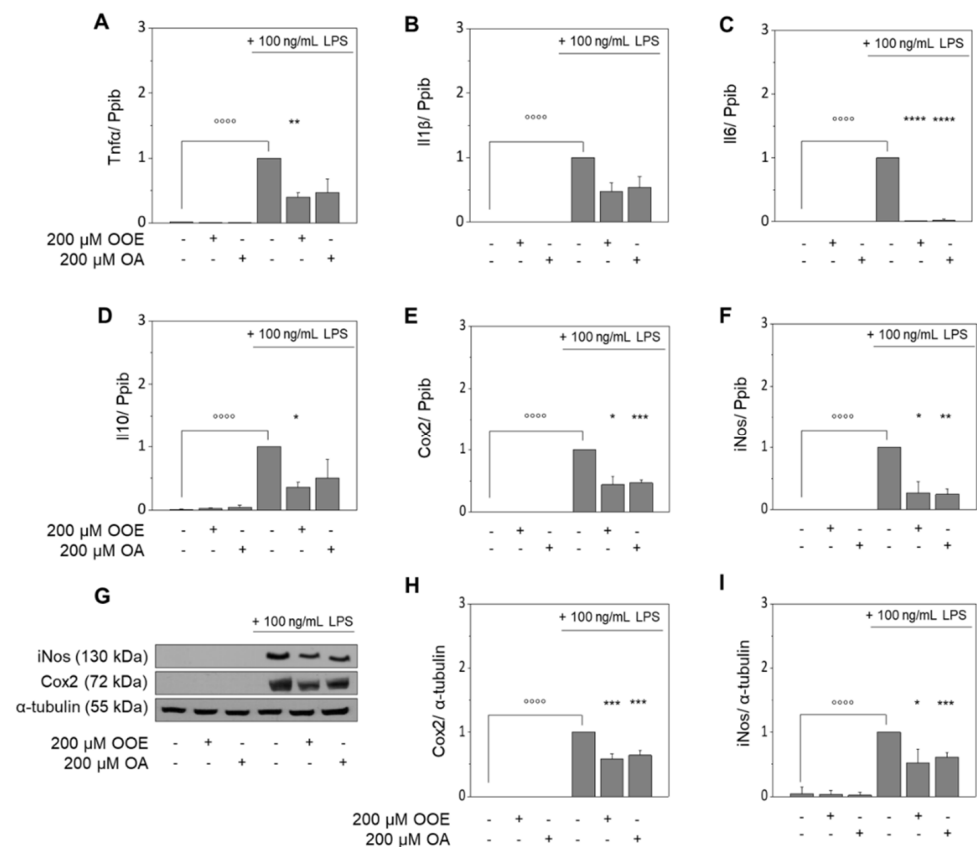 A
+ 100 ng/mL LPS
3
2
1
0
Tnfα/ Ppib
°°°° **
200 µM OOE - + - - + -
200 µM OA - - + - - +
B
+ 100 ng/mL LPS
3
2
1
0
Il1β/ Ppib
°°°°
- + - - + -
- - + - - +
C
+ 100 ng/mL LPS
3
2
1
0
Il6/ Ppib
°°°° **** ****
- + - - + -
- - + - - +
D
+ 100 ng/mL LPS
3
2
1
0
Il10/ Ppib
°°°° *
200 µM OOE - + - - + -
200 µM OA - - + - - +
E
+ 100 ng/mL LPS
3
2
1
0
Cox2/ Ppib
°°°° * ***
- + - - + -
- - + - - +
F
+ 100 ng/mL LPS
3
2
1
0
iNos/ Ppib
°°°° * **
- + - - + -
- - + - - +
G
+ 100 ng/mL LPS
iNos (130 kDa)
Cox2 (72 kDa)
α-tubulin (55 kDa)
200 µM OOE - + - - + -
200 µM OA - - + - - +
H
+ 100 ng/mL LPS
3
2
1
0
Cox2/ α-tubulin
°°°° *** ***
200 µM OOE - + - - + -
200 µM OA - - + - - +
I
+ 100 ng/mL LPS
3
2
1
0
iNos/ α-tubulin
°°°° * ***
- + - - + -
- - + - - +